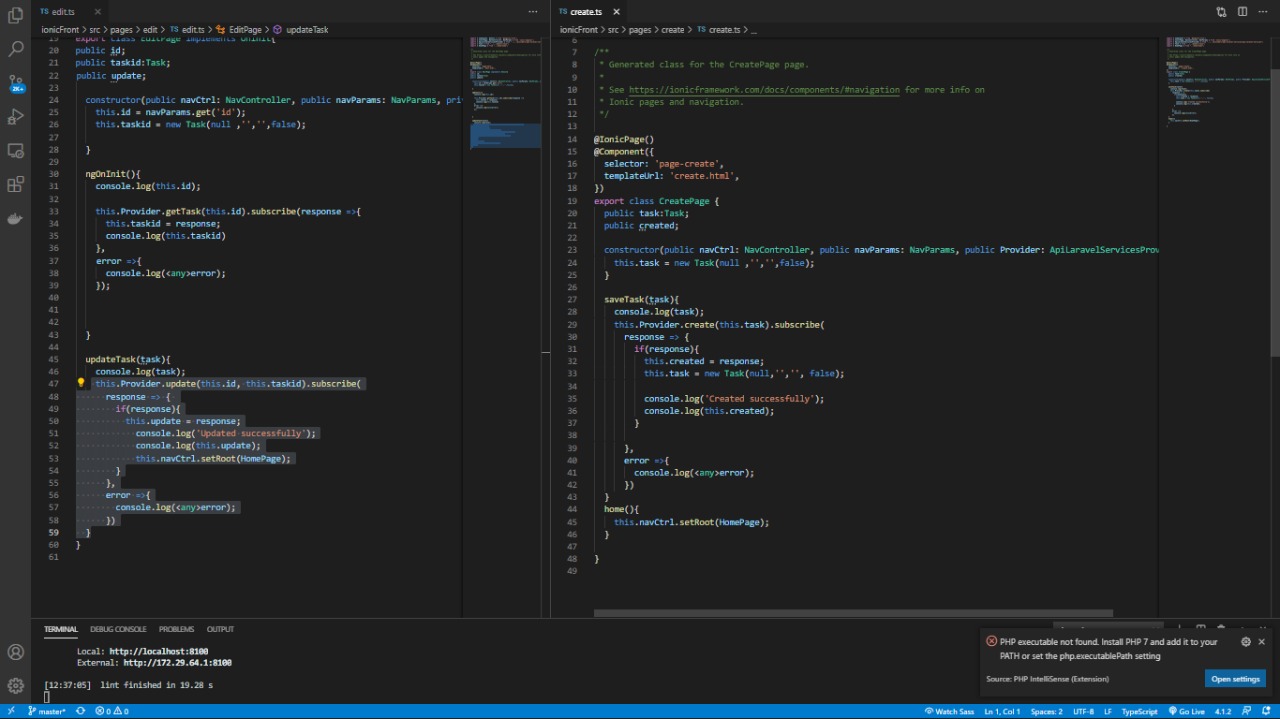 edit.ts
ionicFront > src > pages > edit > TS edit.ts > EditPage > updateTask
19 export class EditPage implements OnInit{
20 public id;
21 public taskid:Task;
22 public update;
23
24 constructor(public navCtrl: NavController, public navParams: NavParams, pri
25 this.id = navParams.get('id');
26 this.taskid = new Task(null ,'','',false);
27
28 }
29
30 ngOnInit(){
31 console.log(this.id);
32
33 this.Provider.getTask(this.id).subscribe(response =>{
34 this.taskid = response;
35 console.log(this.taskid)
36 },
37 error =>{
38 console.log(<any>error);
39 });
40
41
42
43 }
44
45 updateTask(task){
46 console.log(task);
47 this.Provider.update(this.id, this.taskid).subscribe(
48 response => {
49 if(response){
50 this.update = response;
51 console.log('Updated successfully');
52 console.log(this.update);
53 this.navCtrl.setRoot(HomePage);
54 }
55 },
56 error =>{
57 console.log(<any>error);
58 })
59 }
60 }
61
TS create.ts
ionicFront > src > pages > create > TS create.ts > ...
6
7 /**
8 * Generated class for the CreatePage page.
9 *
10 * See https://ionicframework.com/docs/components/#navigation for more info on
11 * Ionic pages and navigation.
12 */
13
14 @IonicPage()
15 @Component({
16 selector: 'page-create',
17 templateUrl: 'create.html',
18 })
19 export class CreatePage {
20 public task:Task;
21 public created;
22
23 constructor(public navCtrl: NavController, public navParams: NavParams, public Provider: ApiLaravelServicesProv
24 this.task = new Task(null ,'','',false);
25 }
26
27 saveTask(task){
28 console.log(task);
29 this.Provider.create(this.task).subscribe(
30 response => {
31 if(response){
32 this.created = response;
33 this.task = new Task(null,'','', false);
34
35 console.log('Created successfully');
36 console.log(this.created);
37 }
38
39 },
40 error =>{
41 console.log(<any>error);
42 })
43 }
44 home(){
45 this.navCtrl.setRoot(HomePage);
46 }
47
48 }
49
TERMINAL DEBUG CONSOLE PROBLEMS OUTPUT
Local: http://localhost:8100
External: http://172.29.64.1:8100
[12:37:05] lint finished in 19.28 s
PHP executable not found. Install PHP 7 and add it to your
PATH or set the php.executablePath setting
Source: PHP IntelliSense (Extension)
Open settings
2K+
master* 0 0 Watch Sass Ln 1, Col 1 Spaces: 2 UTF-8 LF TypeScript Go Live 4.1.2